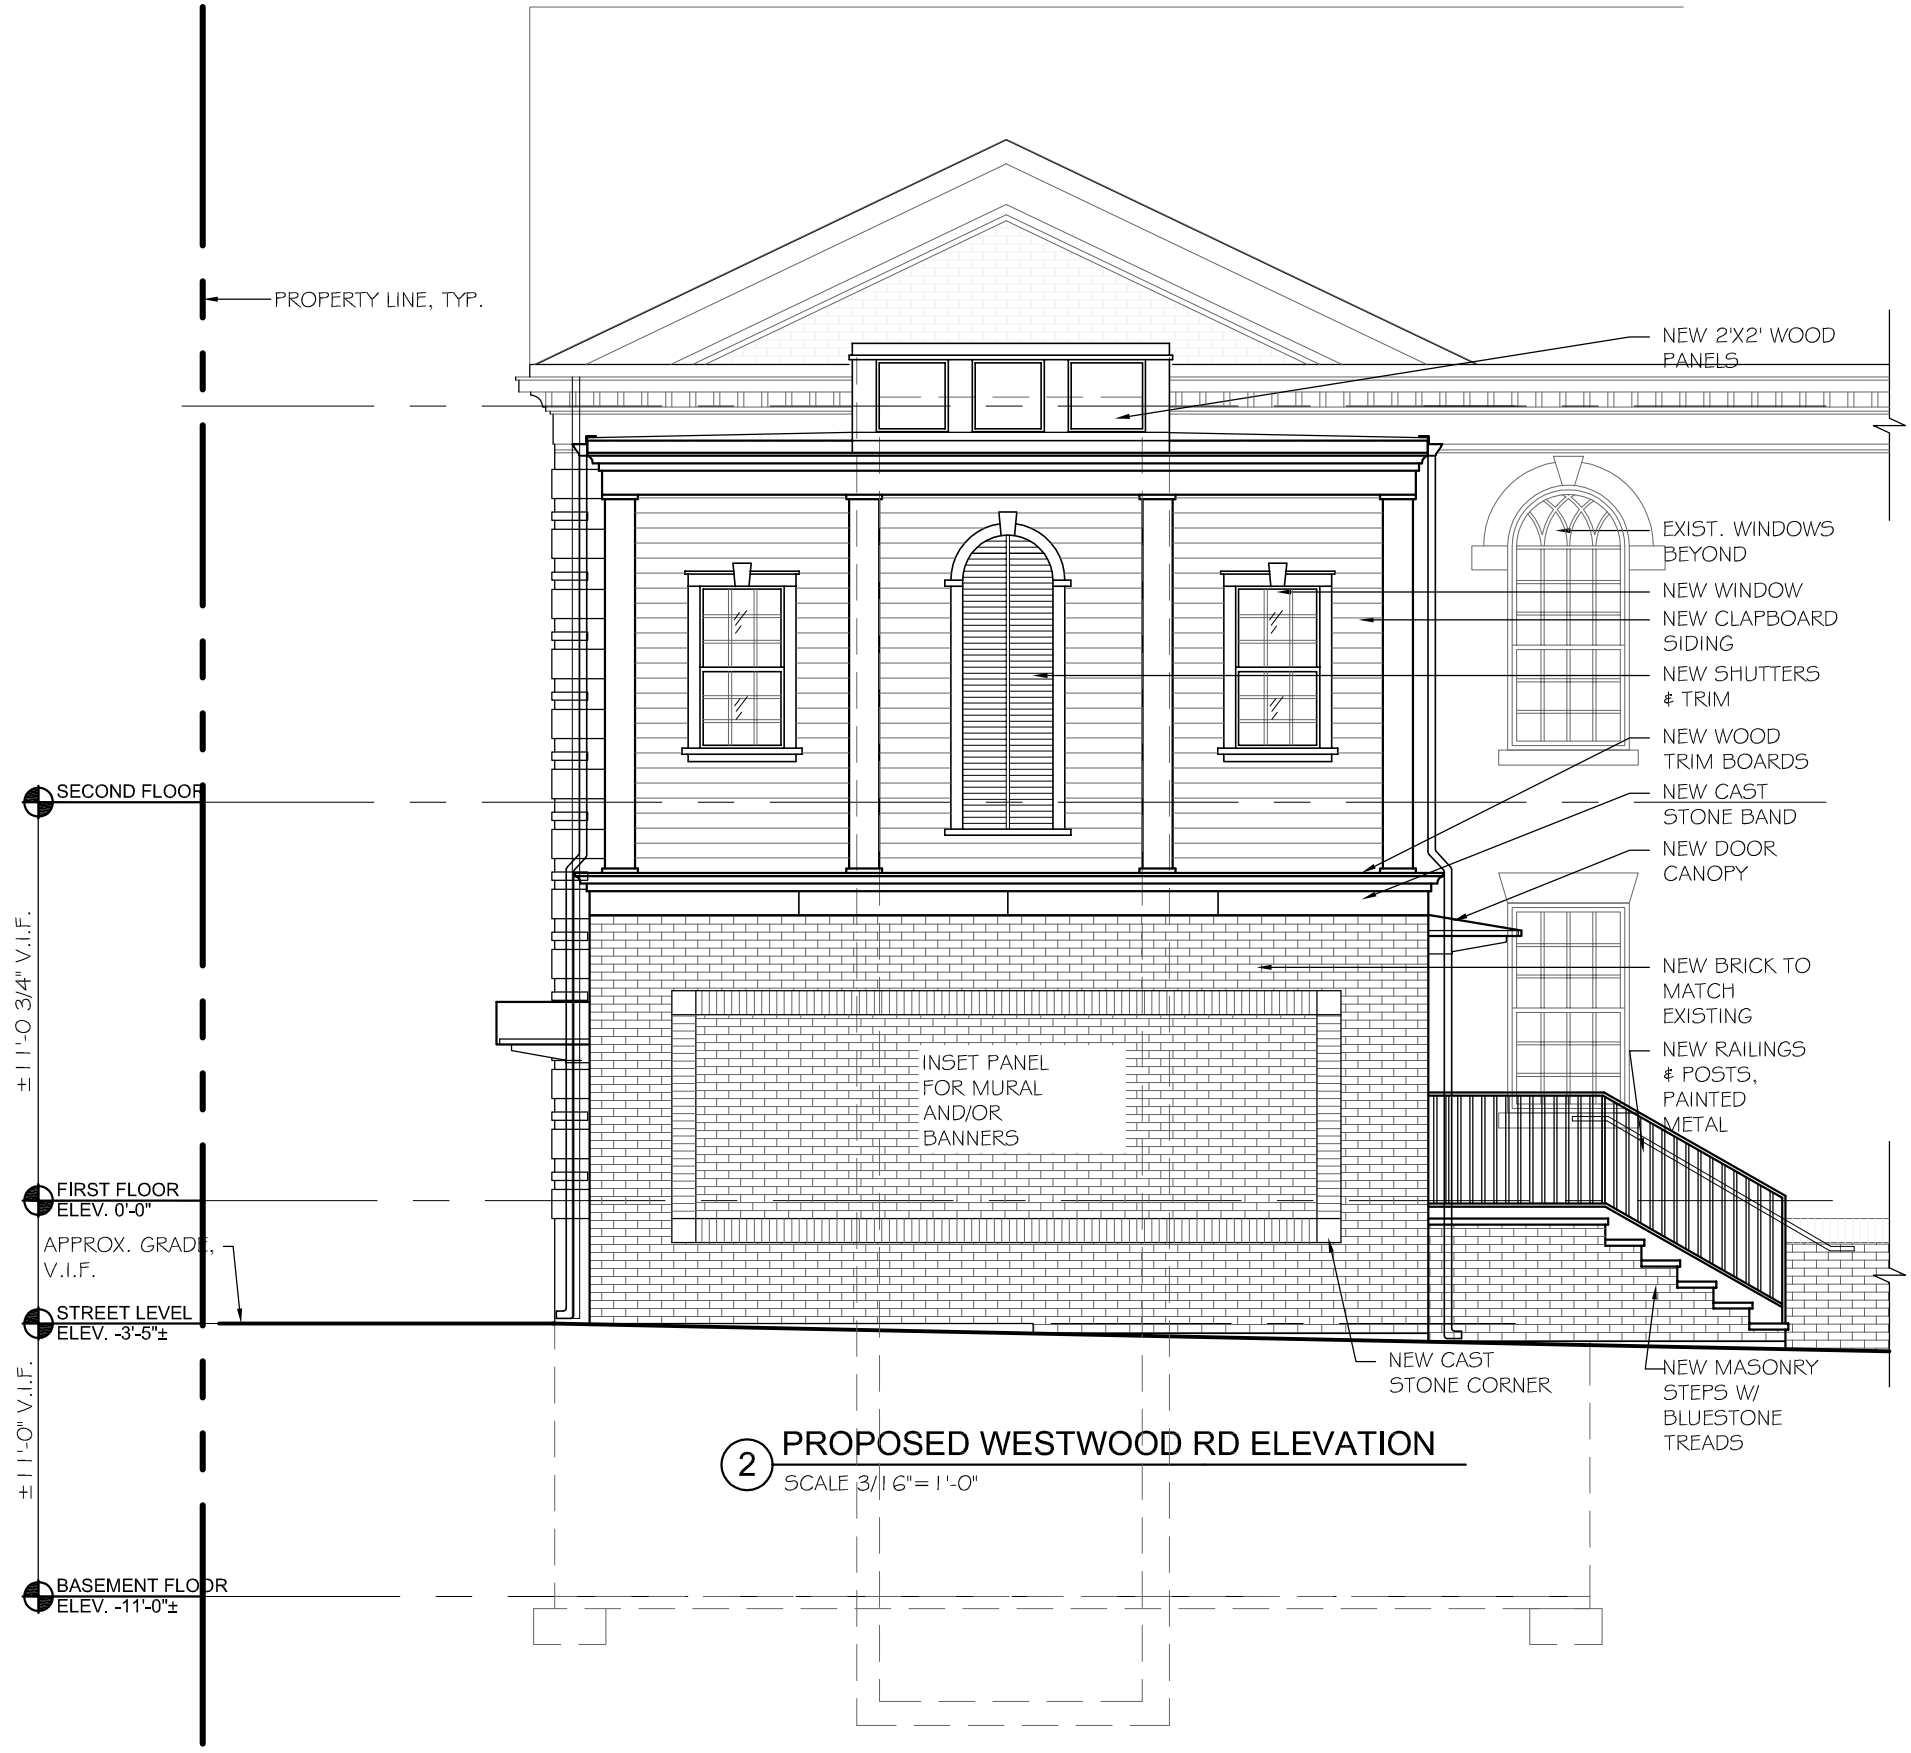 PROPERTY LINE, TYP.
NEW 2'X2' WOOD
PANELS
EXIST. WINDOWS
BEYOND
NEW WINDOW
NEW CLAPBOARD
SIDING
NEW SHUTTERS
& TRIM
NEW WOOD
TRIM BOARDS
SECOND FLOOR
NEW CAST
STONE BAND
NEW DOOR
CANOPY
± 11'-0 3/4" V.I.F.
NEW BRICK TO
MATCH
EXISTING
INSET PANEL
FOR MURAL
AND/OR
BANNERS
NEW RAILINGS
& POSTS,
PAINTED
METAL
FIRST FLOOR
ELEV. 0'-0"
APPROX. GRADE,
V.I.F.
STREET LEVEL
ELEV. -3'-5"±
± 11'-0" V.I.F.
NEW CAST
STONE CORNER
NEW MASONRY
STEPS W/
BLUESTONE
TREADS
2 PROPOSED WESTWOOD RD ELEVATION
SCALE 3/16"=1'-0"
BASEMENT FLOOR
ELEV. -11'-0"±